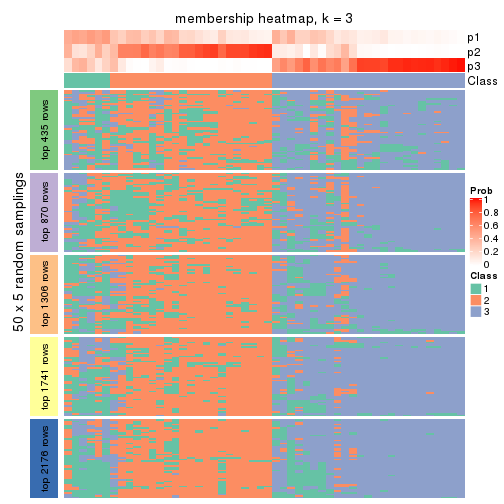 membership heatmap, k = 3
p1
p2
p3
Class
50 x 5 random samplings
top 435 rows
top 870 rows
top 1306 rows
top 1741 rows
top 2176 rows
Prob
1
0.8
0.6
0.4
0.2
0
Class
1
2
3